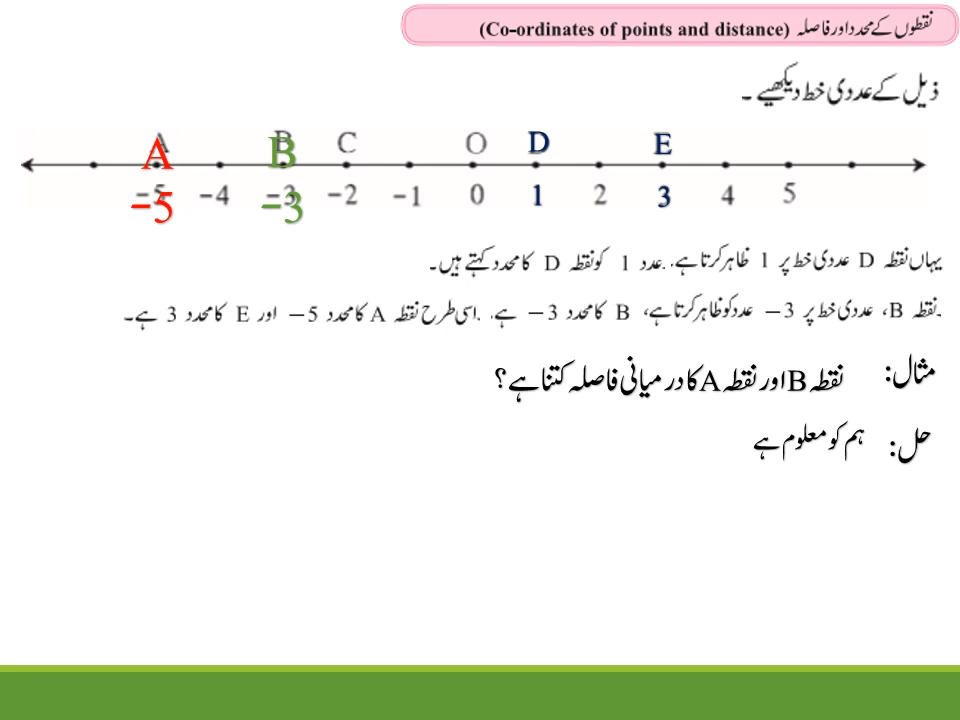 نقطوں کے محدد اور فاصلہ (Co-ordinates of points and distance)
ذیل کے عددی خط دیکھیے ۔
A B C O D E
A B
−5 −4 −3 −2 −1 0 1 2 3 4 5
−5 −3
یہاں نقطہ D عددی خط پر 1 ظاہر کرتا ہے. .عدد 1 کو نقطہ D کا محدد کہتے ہیں۔
.نقطہ B، عددی خط پر 3 − عدد کو ظاہر کرتا ہے، B کا محدد 3 − ہے. .اسی طرح نقطہ A کا محدد 5 − اور E کا محدد 3 ہے۔
مثال: نقطہ B اور نقطہ A کا درمیانی فاصلہ کتنا ہے ؟
حل: ہم کو معلوم ہے